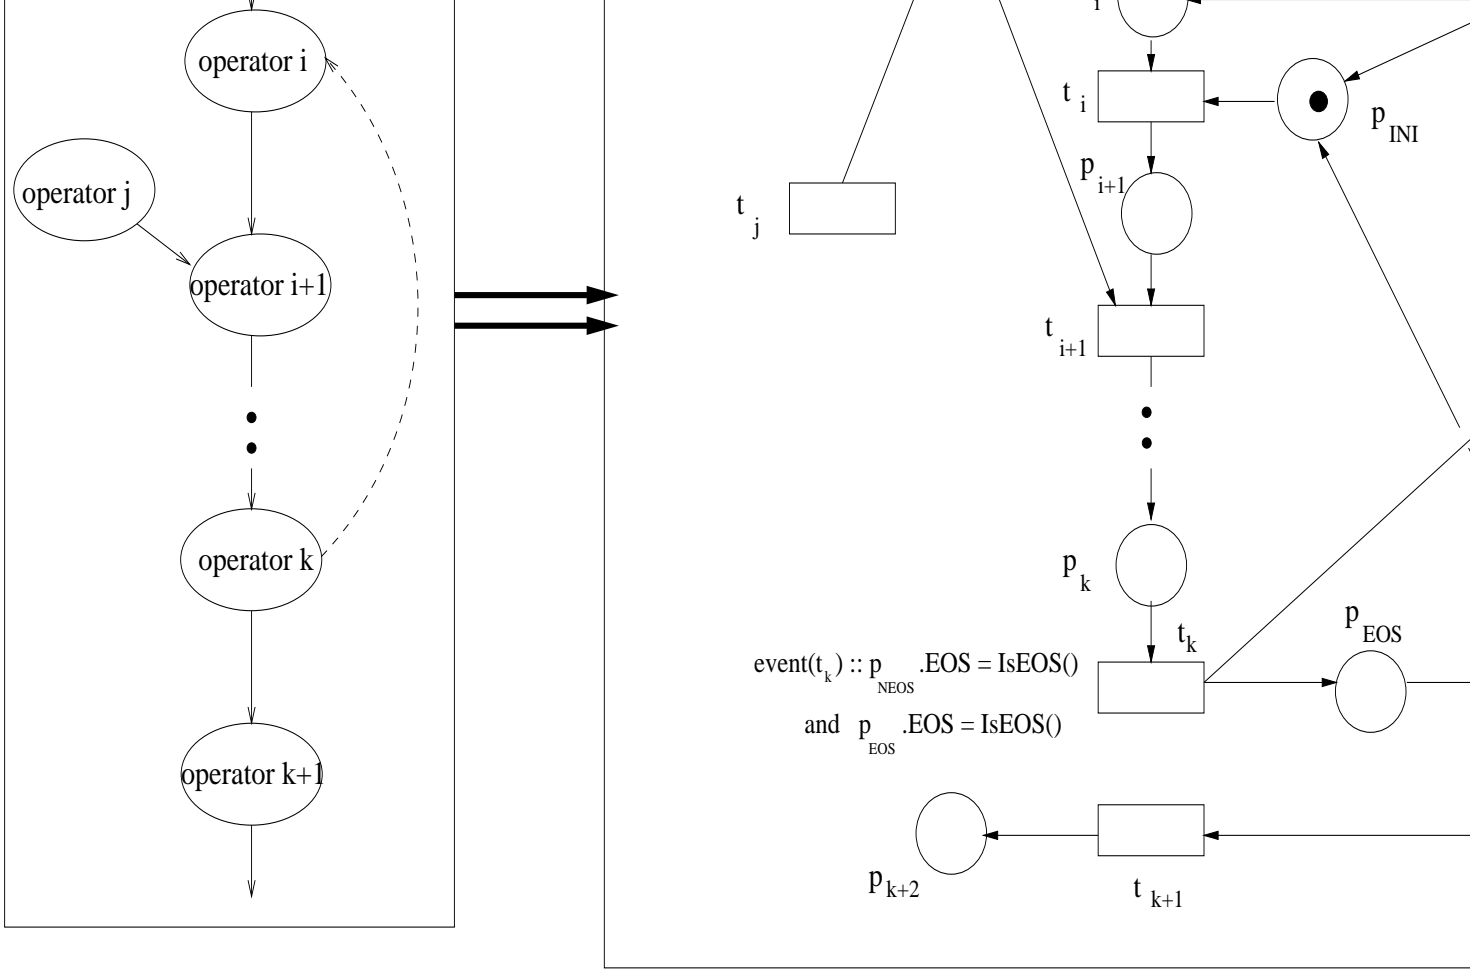 operator i
operator j
operator i+1
operator k
operator k+1
i
t i
p INI
p i+1
t j
t i+1
p k
t k
p EOS
event(t k ) :: p NEOS .EOS = IsEOS()
and p EOS .EOS = IsEOS()
p k+2
t k+1